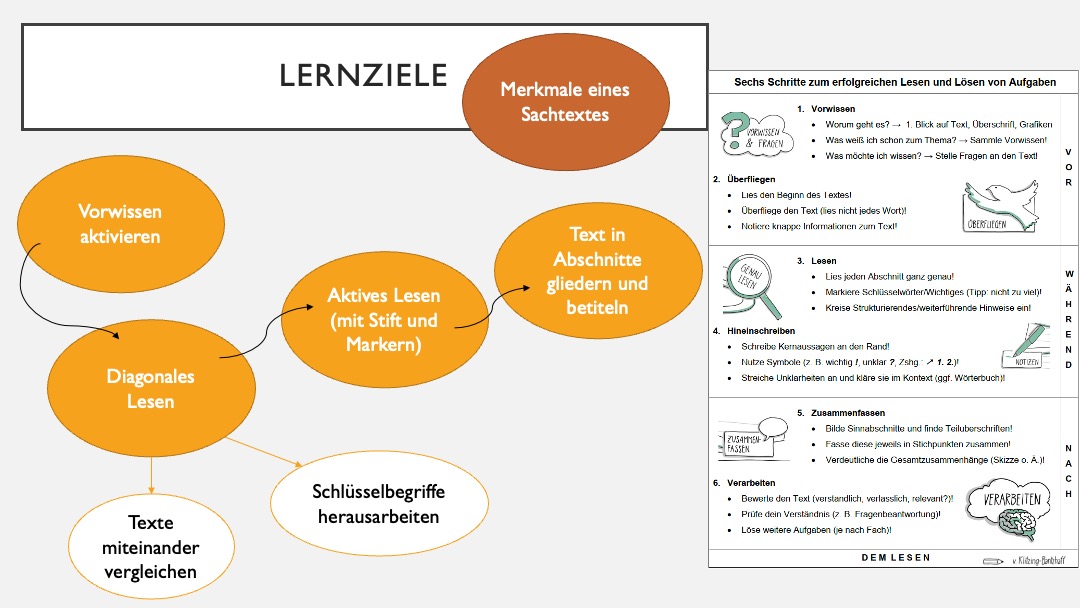 LERNZIELE
Merkmale eines
Sachtextes
Vorwissen
aktivieren
Diagonales
Lesen
Aktives Lesen
(mit Stift und
Markern)
Text in
Abschnitte
gliedern und
betiteln
Texte
miteinander
vergleichen
Schlüsselbegriffe
herausarbeiten
Sechs Schritte zum erfolgreichen Lesen und Lösen von Aufgaben
VORWISSEN
& FRAGEN
1. Vorwissen
• Worum geht es? → 1. Blick auf Text, Überschrift, Grafiken
• Was weiß ich schon zum Thema? → Sammle Vorwissen!
• Was möchte ich wissen? → Stelle Fragen an den Text!
2. Überfliegen
• Lies den Beginn des Textes!
• Überfliege den Text (lies nicht jedes Wort)!
• Notiere knappe Informationen zum Text!
ÜBERFLIEGEN
V
O
R
GENAU
LESEN
3. Lesen
• Lies jeden Abschnitt ganz genau!
• Markiere Schlüsselwörter/Wichtiges (Tipp: nicht zu viel)!
• Kreise Strukturierendes/weiterführende Hinweise ein!
4. Hineinschreiben
• Schreibe Kernaussagen an den Rand!
• Nutze Symbole (z. B. wichtig !, unklar ?, Zshg.: ↗ 1. 2.)!
• Streiche Unklarheiten an und kläre sie im Kontext (ggf. Wörterbuch)!
NOTIZEN
W
Ä
H
R
E
N
D
ZUSAMMEN-
FASSEN
5. Zusammenfassen
• Bilde Sinnabschnitte und finde Teilüberschriften!
• Fasse diese jeweils in Stichpunkten zusammen!
• Verdeutliche die Gesamtzusammenhänge (Skizze o. Ä.)!
6. Verarbeiten
• Bewerte den Text (verständlich, verlässlich, relevant?)!
• Prüfe dein Verständnis (z. B. Fragenbeantwortung)!
• Löse weitere Aufgaben (je nach Fach)!
VERARBEITEN
N
A
C
H
DEM LESEN